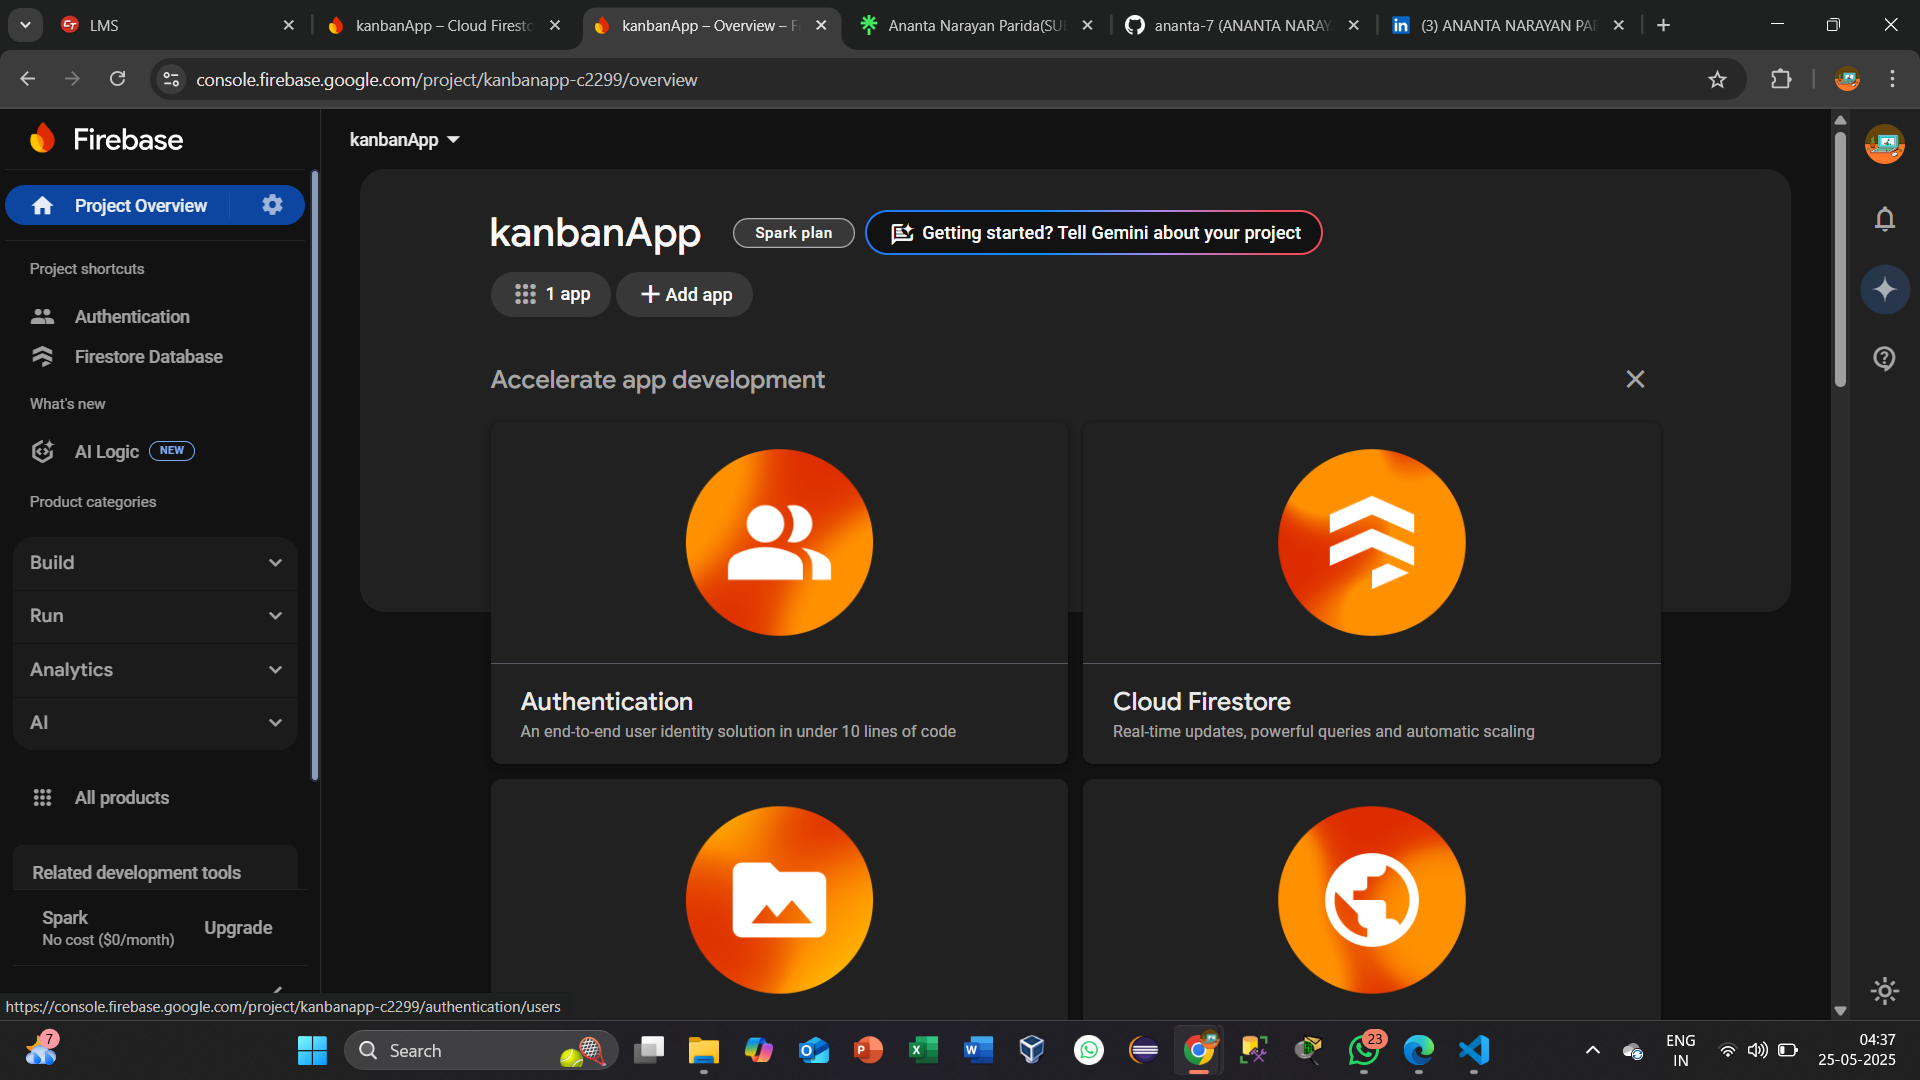 LMS
kanbanApp – Cloud Firesto
kanbanApp – Overview – F
Ananta Narayan Parida(SU
ananta-7 (ANANTA NARAY
(3) ANANTA NARAYAN PAR
console.firebase.google.com/project/kanbanapp-c2299/overview
Firebase
kanbanApp
Project Overview
kanbanApp
Spark plan
Getting started? Tell Gemini about your project
1 app
Add app
Project shortcuts
Authentication
Firestore Database
What's new
AI Logic NEW
Product categories
Build
Run
Analytics
AI
All products
Related development tools
Spark
No cost ($0/month)
Upgrade
Accelerate app development
Authentication
An end-to-end user identity solution in under 10 lines of code
Cloud Firestore
Real-time updates, powerful queries and automatic scaling
https://console.firebase.google.com/project/kanbanapp-c2299/authentication/users
7
Search
23
ENG
IN
04:37
25-05-2025